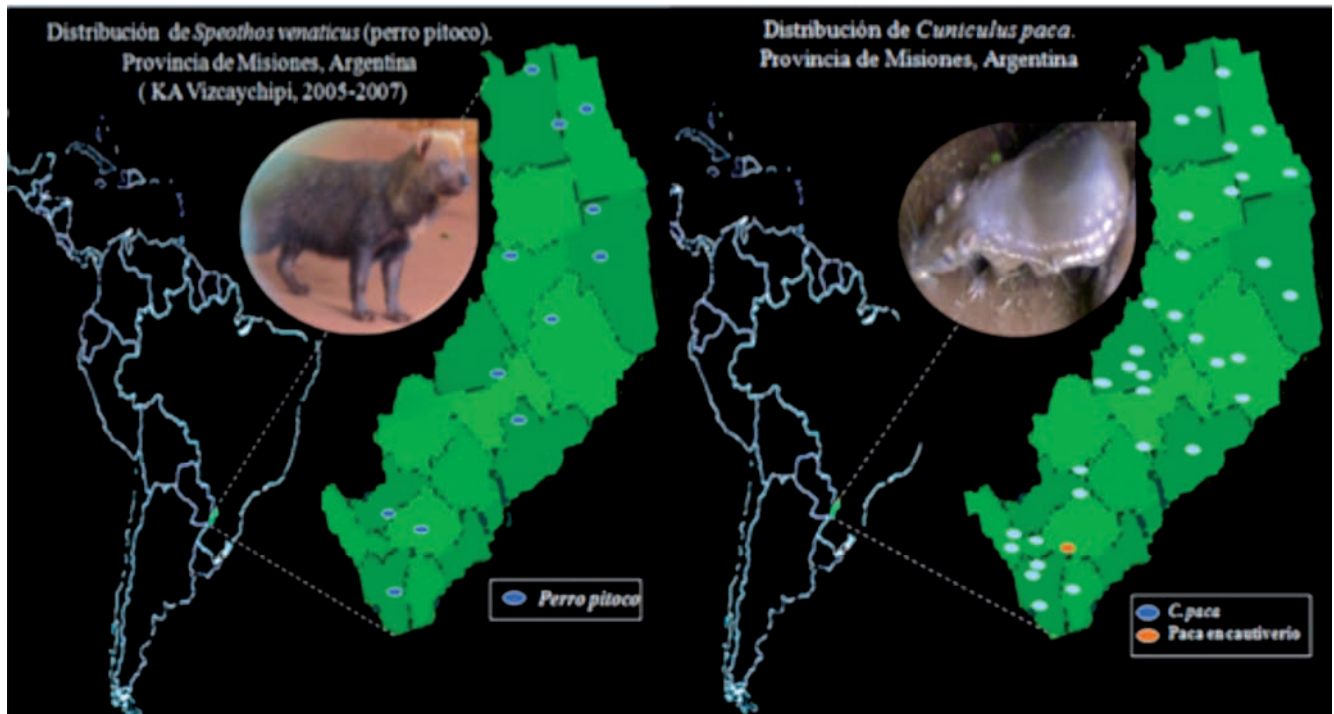 Distribución de Speothos venaticus (perro pitoco).
Provincia de Misiones, Argentina
( KA Vizcaychipi, 2005-2007)
Perro pitoco
Distribución de Cuniculus paca.
Provincia de Misiones, Argentina
C. paca
Paca en cautiverio